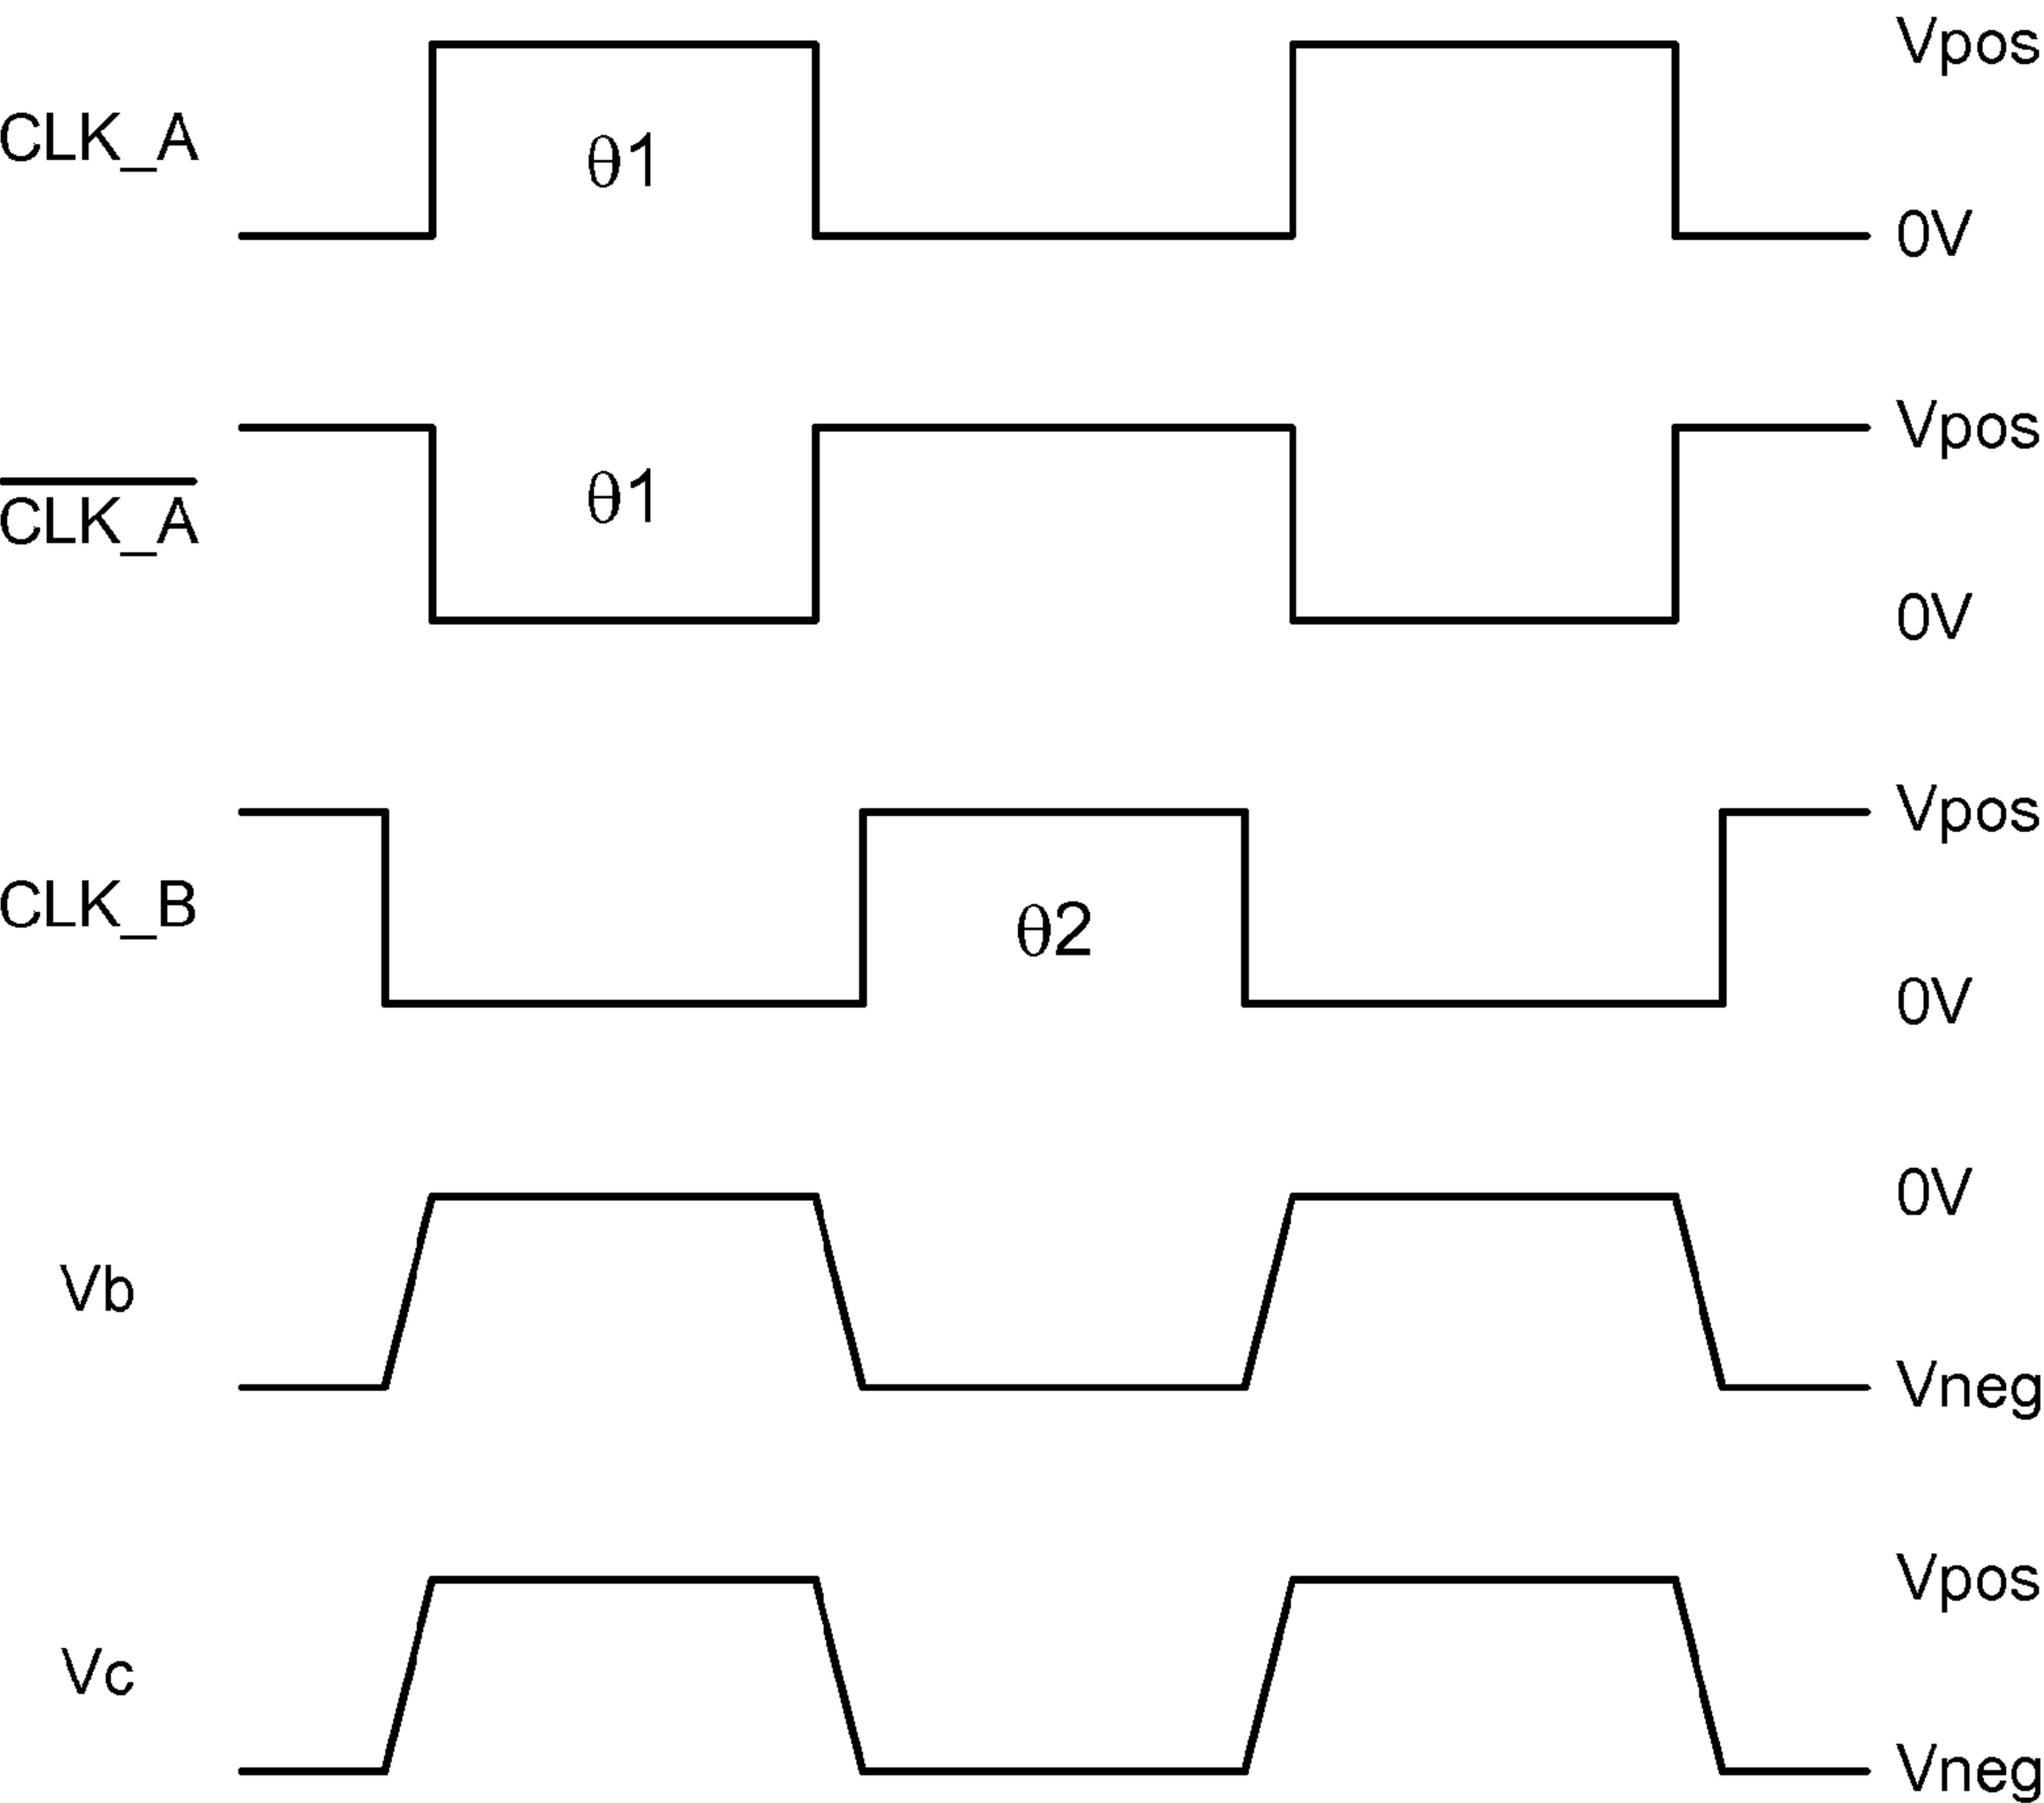 Vpos
CLK_A
θ1
0V
Vpos
CLK_A
θ1
0V
Vpos
CLK_B
θ2
0V
0V
Vb
Vneg
Vpos
Vc
Vneg